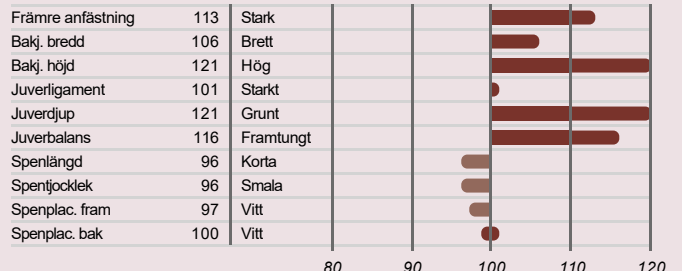 Främre anfästning 113 Stark
Bakj. bredd 106 Brett
Bakj. höjd 121 Hög
Juverligament 101 Starkt
Juverdjup 121 Grunt
Juverbalans 116 Framtungt
Spenlängd 96 Korta
Spentjocklek 96 Smala
Spenplac. fram 97 Vitt
Spenplac. bak 100 Vitt
80 90 100 110 120